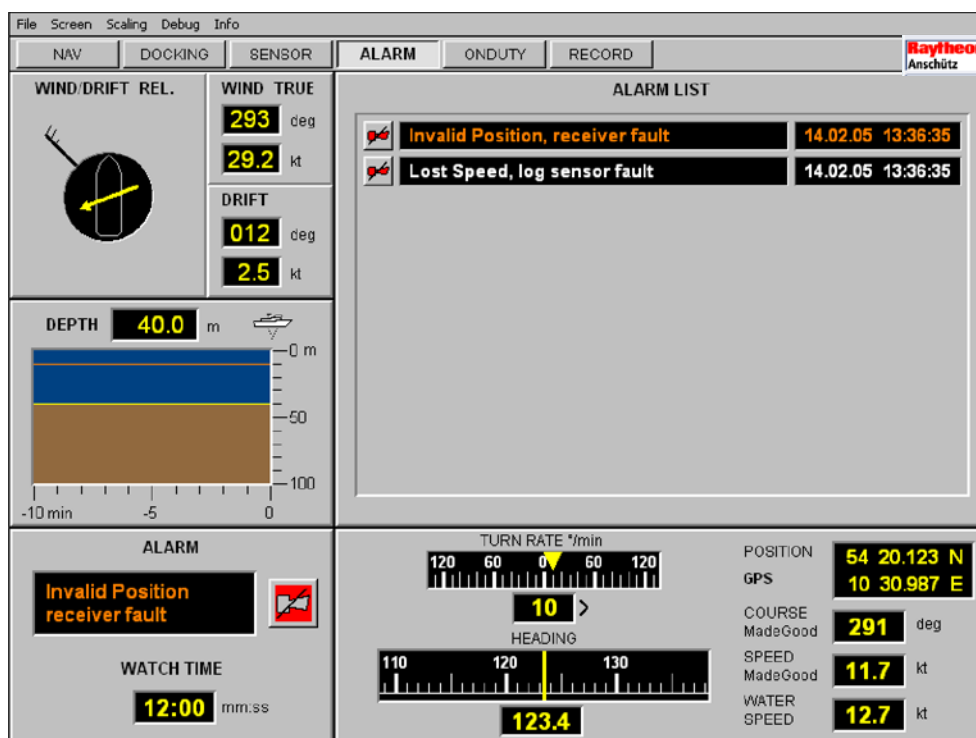 File Screen Scaling Debug Info
NAV DOCKING SENSOR ALARM ONDUTY RECORD
Raytheon
Anschütz
WIND/DRIFT REL.
WIND TRUE
293 deg
29.2 kt
DRIFT
012 deg
2.5 kt
DEPTH 40.0 m
0 m
50
100
-10 min -5 0
ALARM LIST
Invalid Position, receiver fault 14.02.05 13:36:35
Lost Speed, log sensor fault 14.02.05 13:36:35
ALARM
Invalid Position
receiver fault
WATCH TIME
12:00 mm:ss
TURN RATE °/min
120 60 0 60 120
10 >
HEADING
110 120 130
123.4
POSITION 54 20.123 N
GPS 10 30.987 E
COURSE
MadeGood 291 deg
SPEED
MadeGood 11.7 kt
WATER
SPEED 12.7 kt